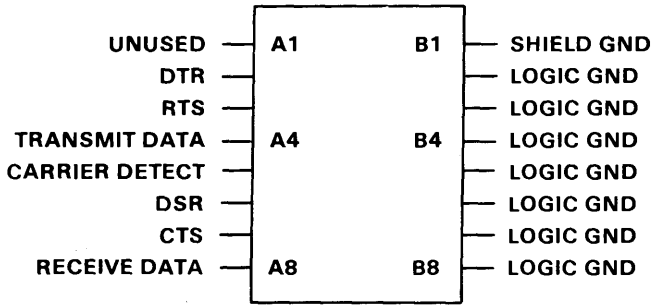 UNUSED A1 B1 SHIELD GND
DTR LOGIC GND
RTS LOGIC GND
TRANSMIT DATA A4 B4 LOGIC GND
CARRIER DETECT LOGIC GND
DSR LOGIC GND
CTS LOGIC GND
RECEIVE DATA A8 B8 LOGIC GND